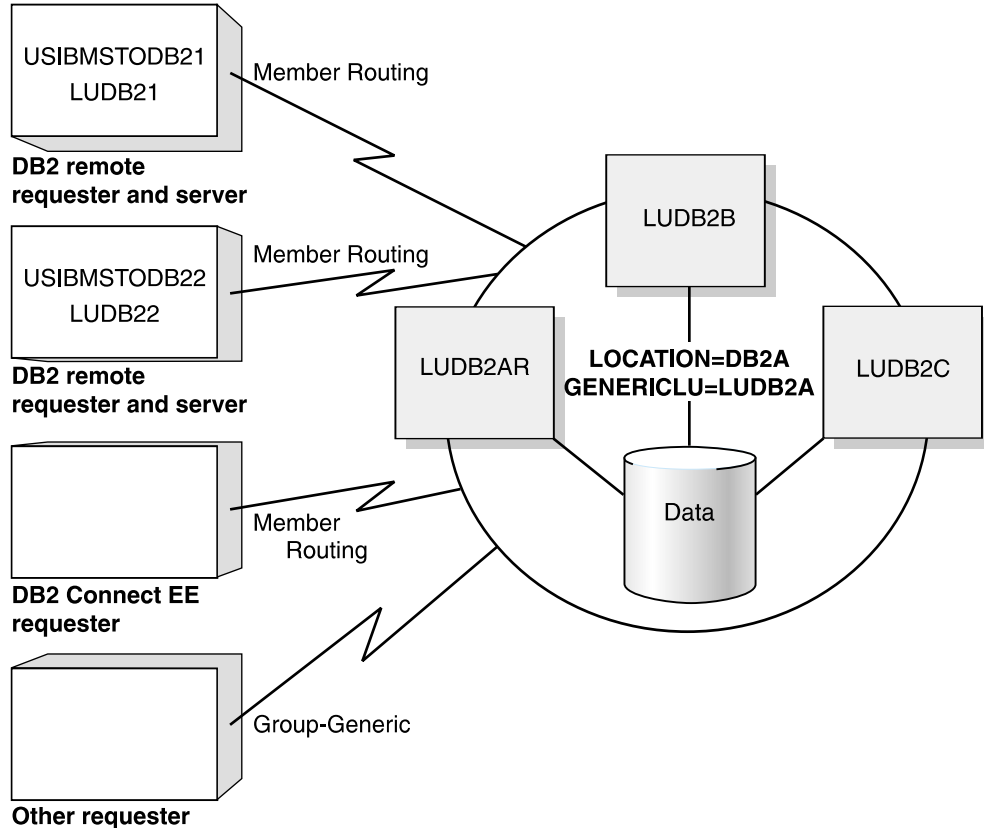 USIBMSTODB21
LUDB21
Member Routing
DB2 remote
requester and server
USIBMSTODB22
LUDB22
Member Routing
DB2 remote
requester and server
Member
Routing
DB2 Connect EE
requester
Group-Generic
Other requester
LUDB2B
LUDB2AR
LOCATION=DB2A
GENERICLU=LUDB2A
LUDB2C
Data